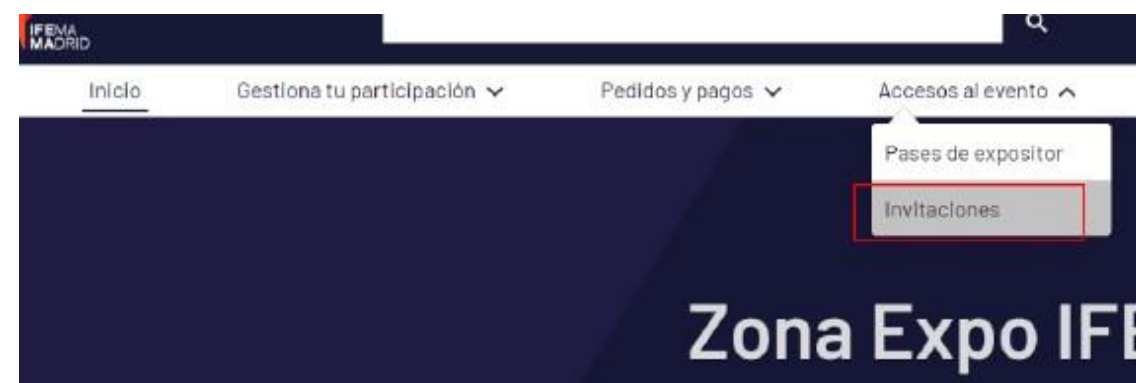 IFEMA
MADRID
Inicio
Gestiona tu participación
Pedidos y pagos
Accesos al evento
Pases de expositor
Invitaciones
Zona Expo IFE